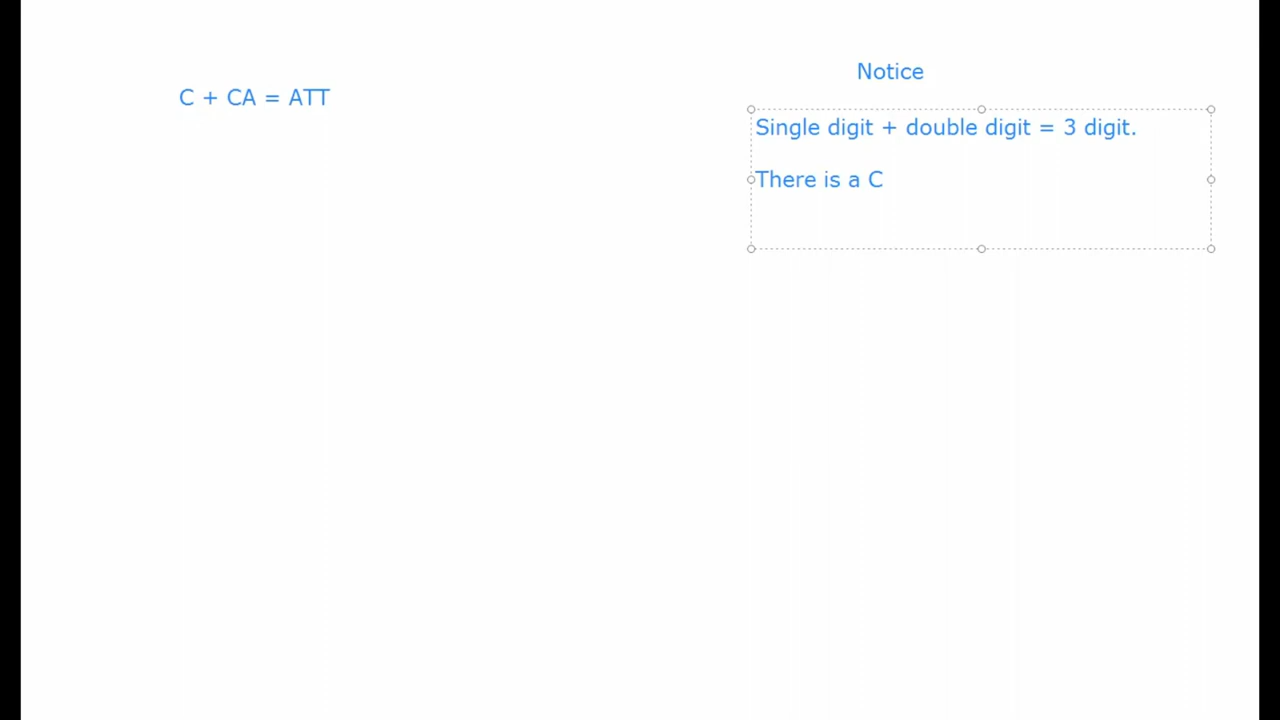 C + CA = ATT
Notice
Single digit + double digit = 3 digit.
There is a C